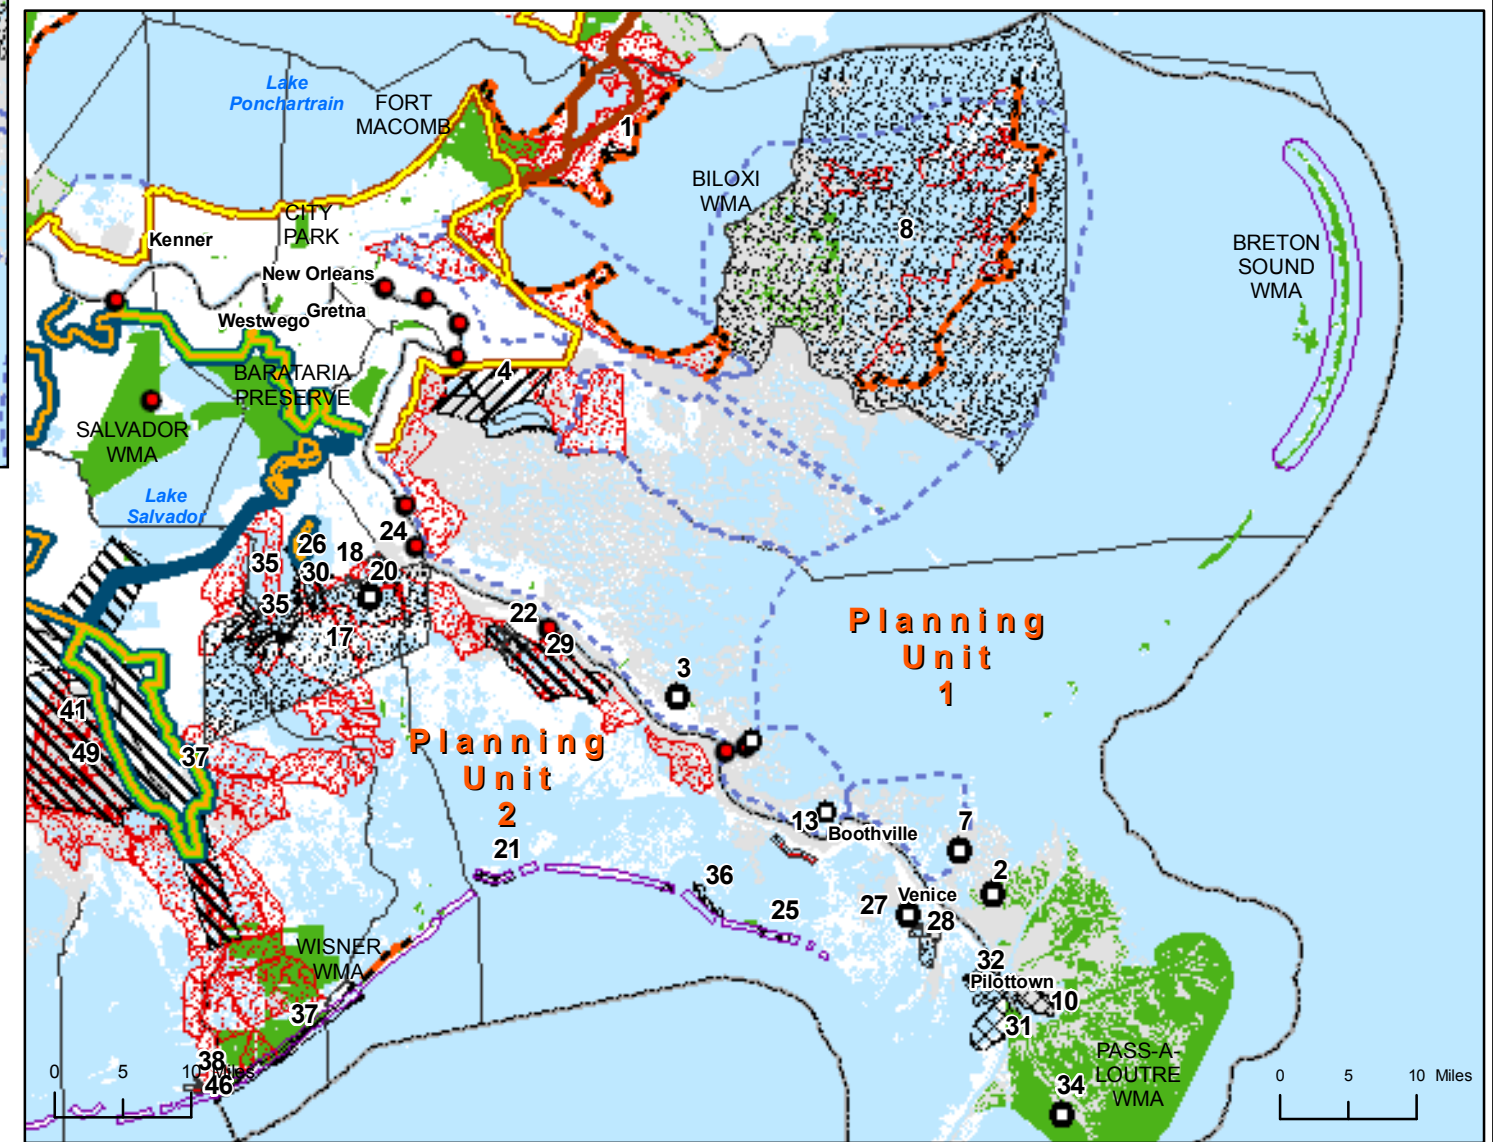 Lake
Ponchartrain
FORT
MACOMB
1
BILOXI
WMA
8
CITY
PARK
Kenner
BRETON
SOUND
WMA
New Orleans
Gretna
Westwego
4
BARATARIA
PRESERVE
SALVADOR
WMA
Lake
Salvador
24
26
18
35
30
20
35
22
17
29
Planning
Unit
1
3
41
49
37
Planning
Unit
2
21
13
Boothville
7
36
2
25
27
Venice
28
WISNER
WMA
32
Pilottown
10
37
31
38
PASS-A-
LOUTRE
WMA
34
46
0 5 10 Miles
0 5 10 Miles